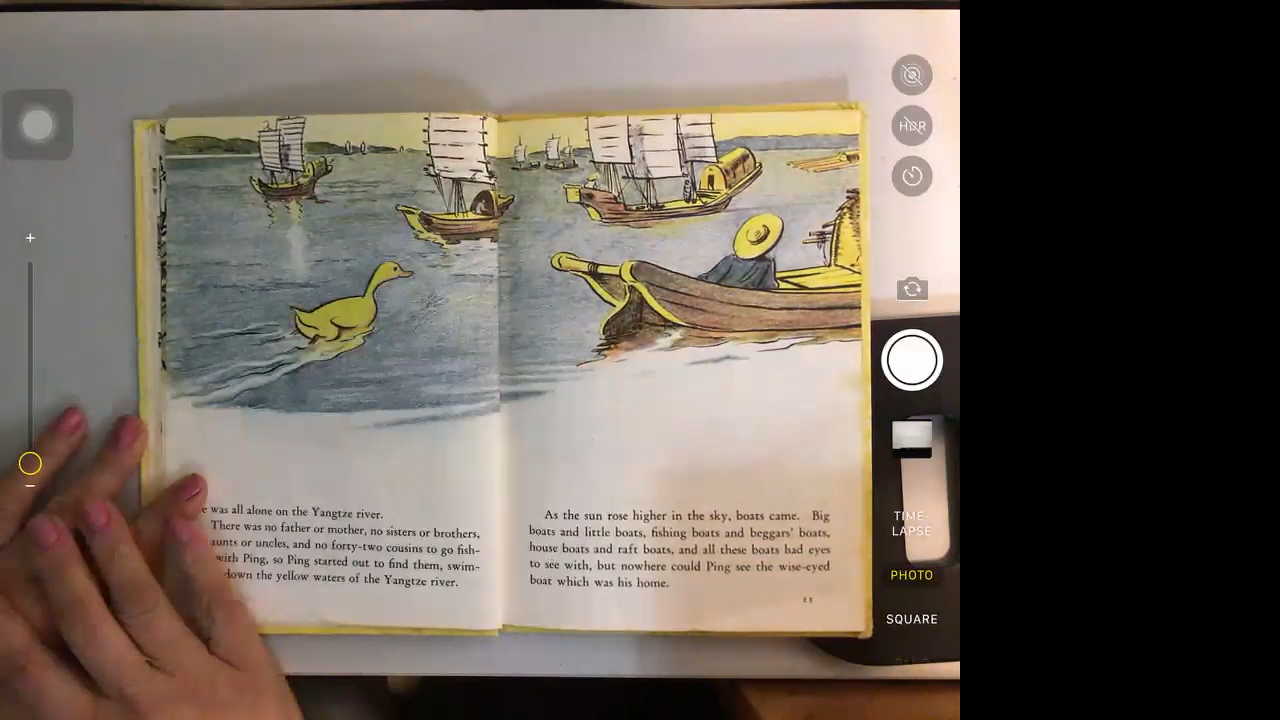 was all alone on the Yangtze river.
There was no father or mother, no sisters or brothers,
aunts or uncles, and no forty-two cousins to go fish-
with Ping, so Ping started out to find them, swim-
down the yellow waters of the Yangtze river.
As the sun rose higher in the sky, boats came. Big
boats and little boats, fishing boats and beggars' boats,
house boats and raft boats, and all these boats had eyes
to see with, but nowhere could Ping see the wise-eyed
boat which was his home.
11
HDR
TIME-
LAPSE
PHOTO
SQUARE